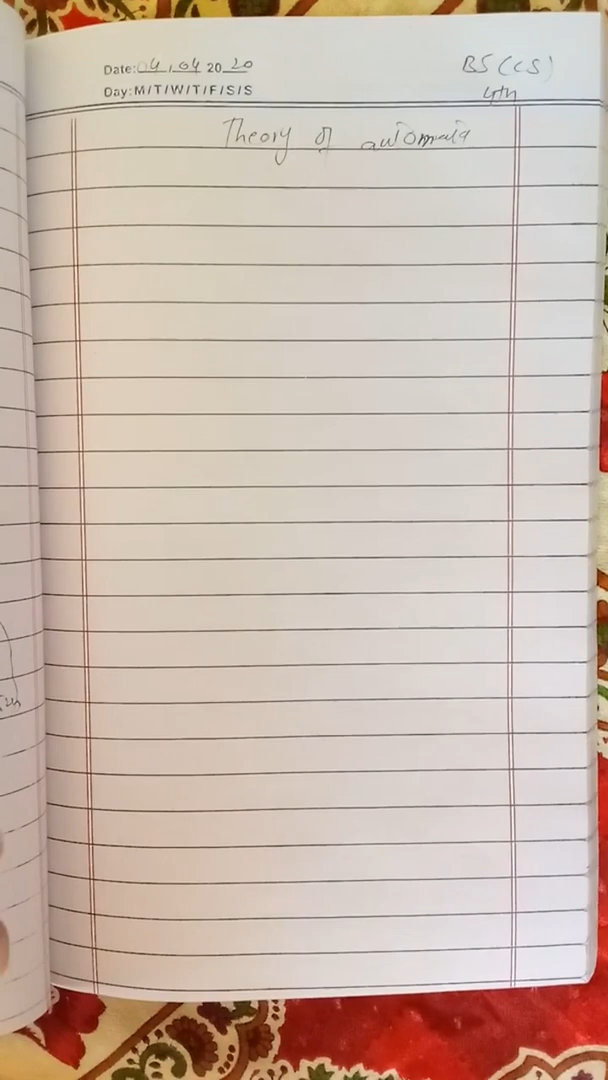 Date: 04, 04 20 20
BS (CS)
Day: M/T/W/T/F/S/S
4th
Theory of automata